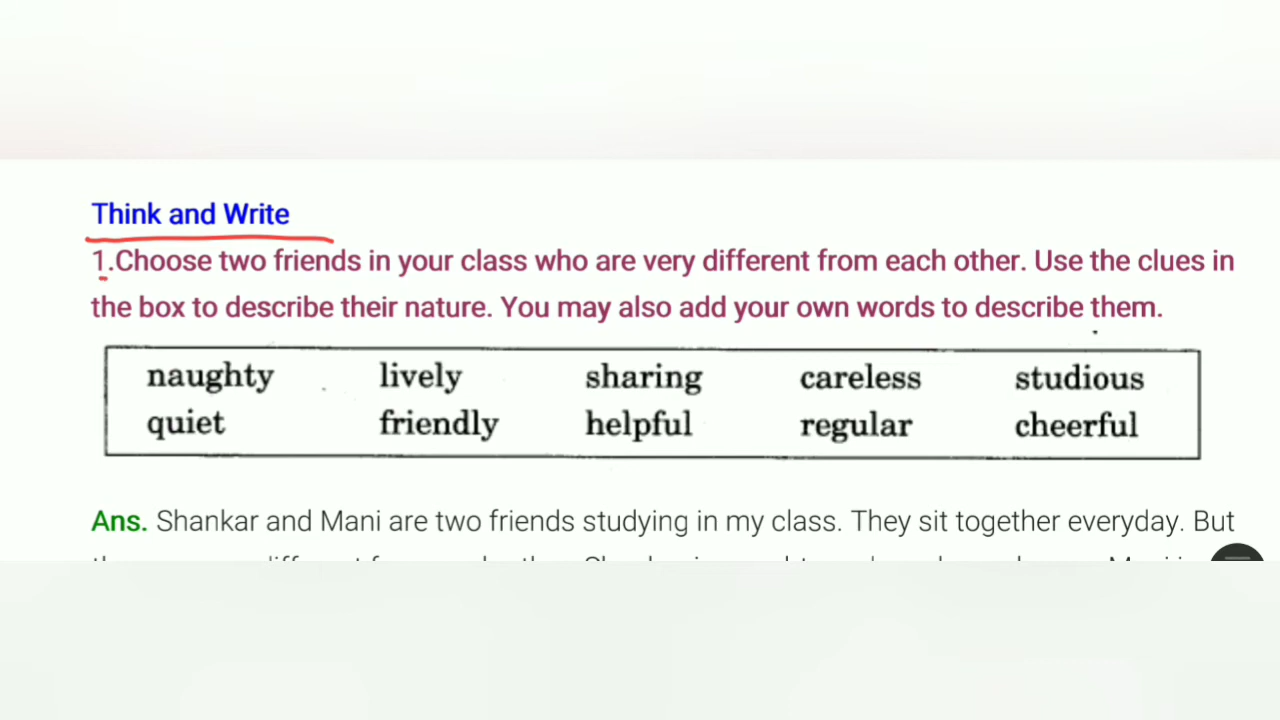 Think and Write
1.Choose two friends in your class who are very different from each other. Use the clues in
the box to describe their nature. You may also add your own words to describe them.
naughty lively sharing careless studious
quiet friendly helpful regular cheerful
Ans. Shankar and Mani are two friends studying in my class. They sit together everyday. But